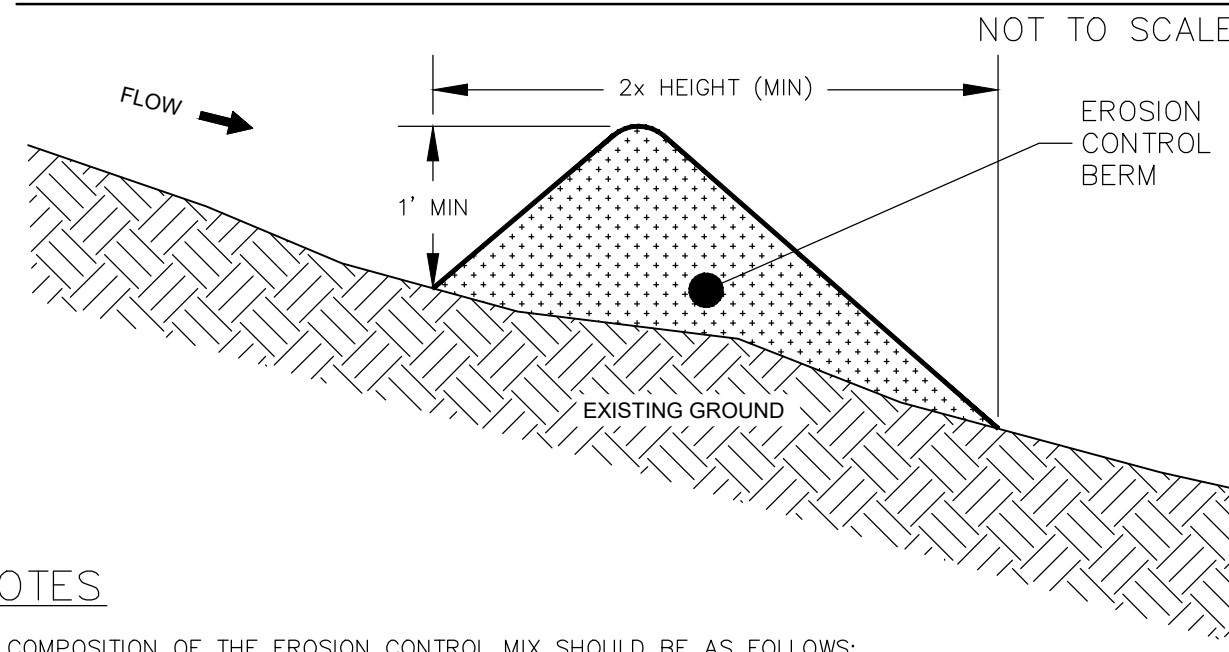 NOT TO SCALE
FLOW
2x HEIGHT (MIN)
EROSION
CONTROL
BERM
1' MIN
EXISTING GROUND
OTES
COMPOSITION OF THE EROSION CONTROL MIX SHOULD BE AS FOLLOWS: